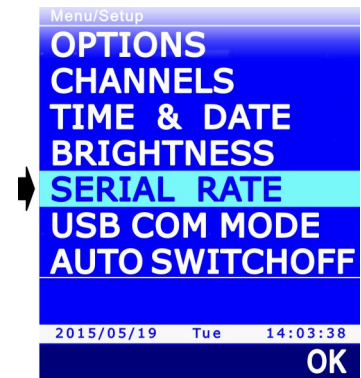 Menu/Setup
OPTIONS
CHANNELS
TIME & DATE
BRIGHTNESS
SERIAL RATE
USB COM MODE
AUTO SWITCHOFF
2015/05/19 Tue 14:03:38
OK